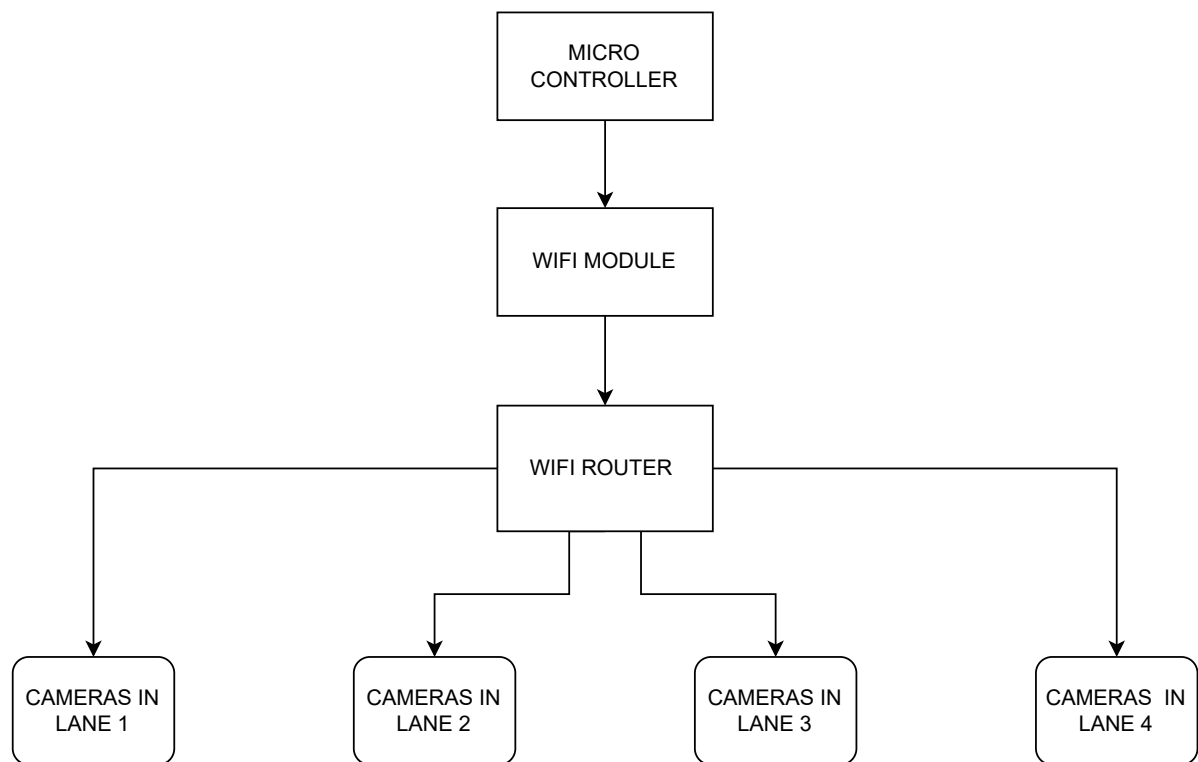 MICRO
CONTROLLER
WIFI MODULE
WIFI ROUTER
CAMERAS IN
LANE 1
CAMERAS IN
LANE 2
CAMERAS IN
LANE 3
CAMERAS IN
LANE 4